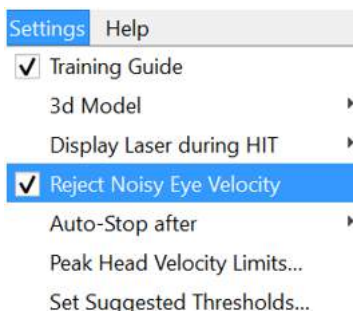 Settings Help
Training Guide
3d Model
Display Laser during HIT
Reject Noisy Eye Velocity
Auto-Stop after
Peak Head Velocity Limits...
Set Suggested Thresholds...